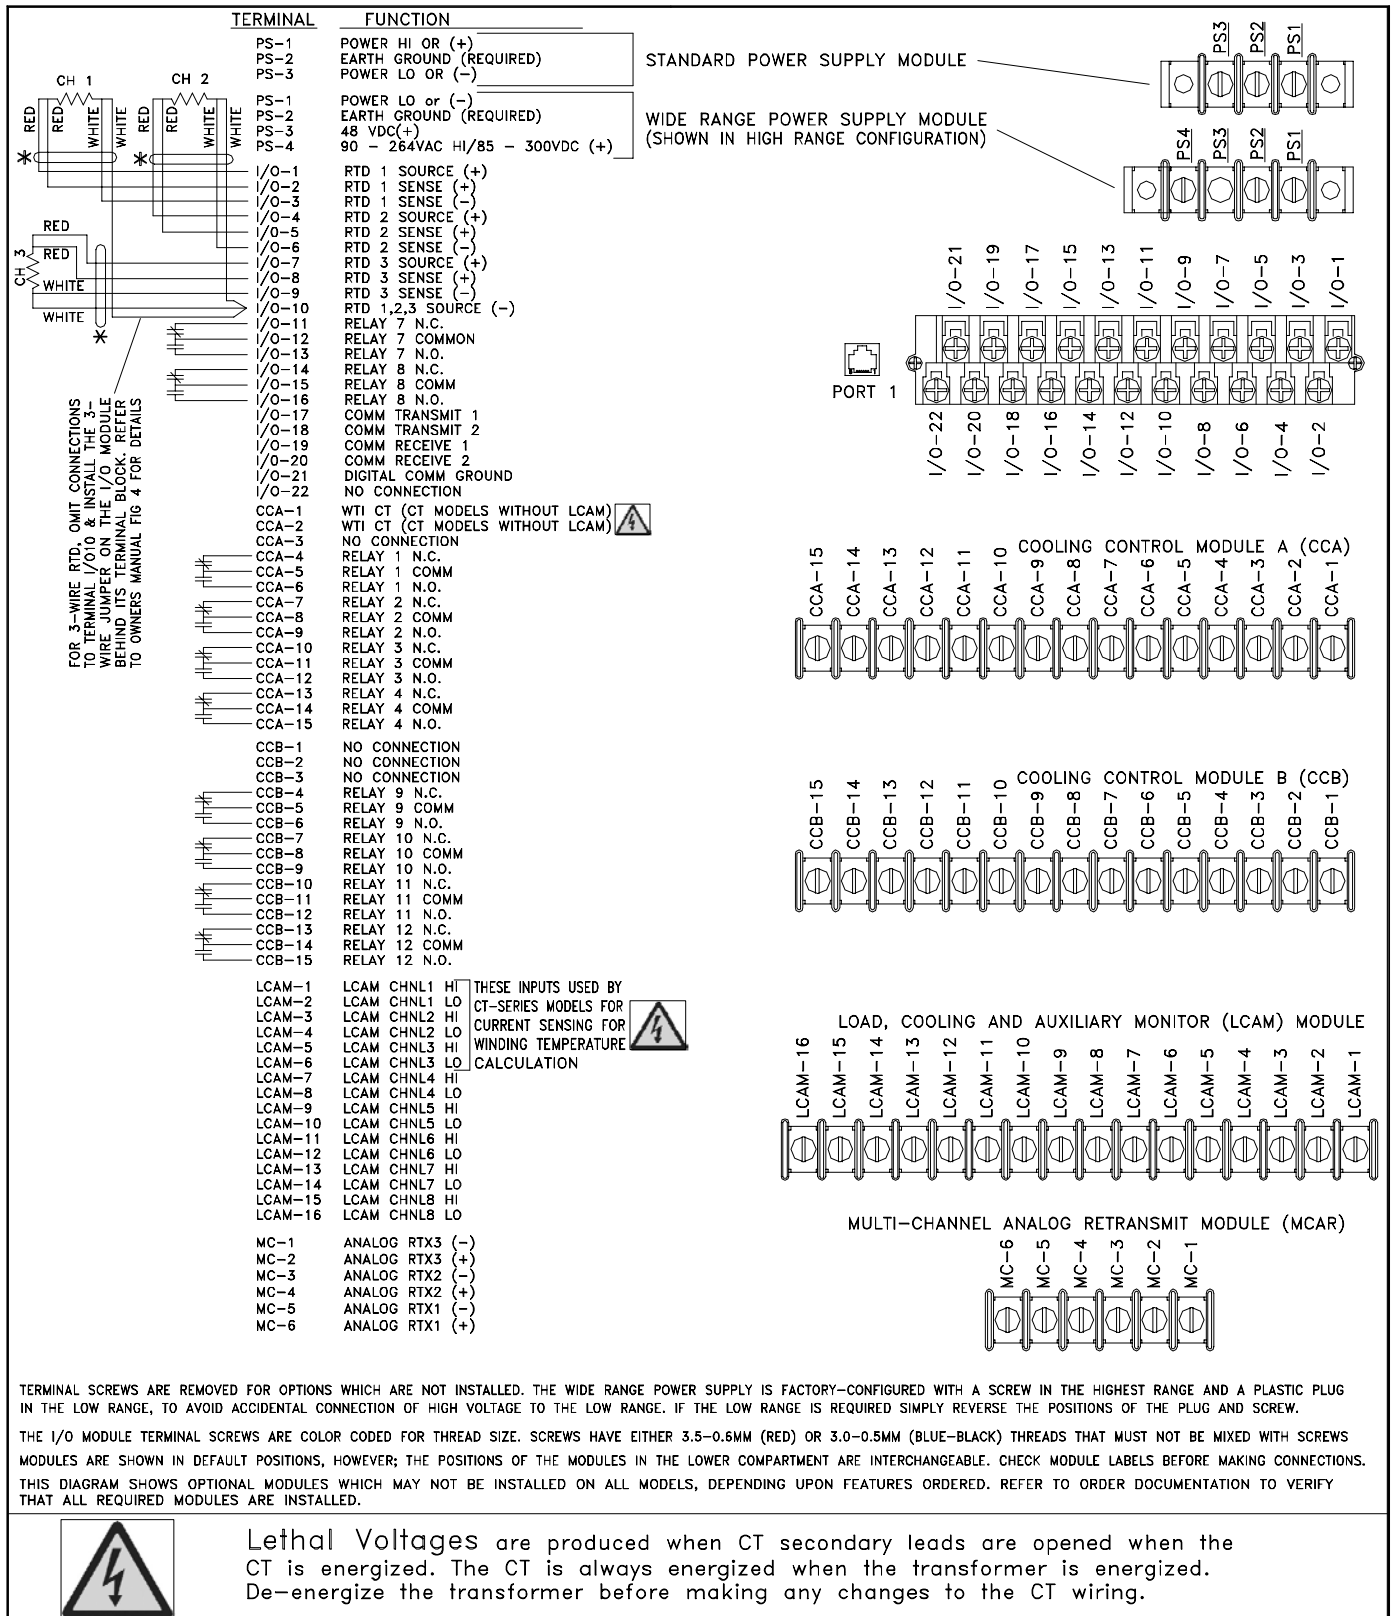 TERMINAL FUNCTION
PS-1 POWER HI OR (+)
PS-2 EARTH GROUND (REQUIRED)
PS-3 POWER LO OR (-)
STANDARD POWER SUPPLY MODULE
PS3 PS2 PS1
PS-1 POWER LO or (-)
PS-2 EARTH GROUND (REQUIRED)
PS-3 48 VDC(+)
PS-4 90 - 264VAC HI/85 - 300VDC (+)
WIDE RANGE POWER SUPPLY MODULE
(SHOWN IN HIGH RANGE CONFIGURATION)
PS4 PS3 PS2 PS1
CH 1 CH 2
RED RED WHITE WHITE RED RED WHITE WHITE
* *
I/O-1 RTD 1 SOURCE (+)
I/O-2 RTD 1 SENSE (+)
I/O-3 RTD 1 SENSE (-)
I/O-4 RTD 2 SOURCE (+)
I/O-5 RTD 2 SENSE (+)
I/O-6 RTD 2 SENSE (-)
I/O-7 RTD 3 SOURCE (+)
I/O-8 RTD 3 SENSE (+)
I/O-9 RTD 3 SENSE (-)
I/O-10 RTD 1,2,3 SOURCE (-)
I/O-11 RELAY 7 N.C.
I/O-12 RELAY 7 COMMON
I/O-13 RELAY 7 N.O.
I/O-14 RELAY 8 N.C.
I/O-15 RELAY 8 COMM
I/O-16 RELAY 8 N.O.
I/O-17 COMM TRANSMIT 1
I/O-18 COMM TRANSMIT 2
I/O-19 COMM RECEIVE 1
I/O-20 COMM RECEIVE 2
I/O-21 DIGITAL COMM GROUND
I/O-22 NO CONNECTION
CH 3
RED
RED
WHITE
WHITE
*
FOR 3-WIRE RTD, OMIT CONNECTIONS
TO TERMINAL I/O10 & INSTALL THE 3-
WIRE JUMPER ON THE I/O MODULE
BEHIND ITS TERMINAL BLOCK. REFER
TO OWNERS MANUAL FIG 4 FOR DETAILS
I/O-21 I/O-19 I/O-17 I/O-15 I/O-13 I/O-11 I/O-9 I/O-7 I/O-5 I/O-3 I/O-1
PORT 1
I/O-22 I/O-20 I/O-18 I/O-16 I/O-14 I/O-12 I/O-10 I/O-8 I/O-6 I/O-4 I/O-2
CCA-1 WTI CT (CT MODELS WITHOUT LCAM)
CCA-2 WTI CT (CT MODELS WITHOUT LCAM)
CCA-3 NO CONNECTION
CCA-4 RELAY 1 N.C.
CCA-5 RELAY 1 COMM
CCA-6 RELAY 1 N.O.
CCA-7 RELAY 2 N.C.
CCA-8 RELAY 2 COMM
CCA-9 RELAY 2 N.O.
CCA-10 RELAY 3 N.C.
CCA-11 RELAY 3 COMM
CCA-12 RELAY 3 N.O.
CCA-13 RELAY 4 N.C.
CCA-14 RELAY 4 COMM
CCA-15 RELAY 4 N.O.
COOLING CONTROL MODULE A (CCA)
CCA-15 CCA-14 CCA-13 CCA-12 CCA-11 CCA-10 CCA-9 CCA-8 CCA-7 CCA-6 CCA-5 CCA-4 CCA-3 CCA-2 CCA-1
CCB-1 NO CONNECTION
CCB-2 NO CONNECTION
CCB-3 NO CONNECTION
CCB-4 RELAY 9 N.C.
CCB-5 RELAY 9 COMM
CCB-6 RELAY 9 N.O.
CCB-7 RELAY 10 N.C.
CCB-8 RELAY 10 COMM
CCB-9 RELAY 10 N.O.
CCB-10 RELAY 11 N.C.
CCB-11 RELAY 11 COMM
CCB-12 RELAY 11 N.O.
CCB-13 RELAY 12 N.C.
CCB-14 RELAY 12 COMM
CCB-15 RELAY 12 N.O.
COOLING CONTROL MODULE B (CCB)
CCB-15 CCB-14 CCB-13 CCB-12 CCB-11 CCB-10 CCB-9 CCB-8 CCB-7 CCB-6 CCB-5 CCB-4 CCB-3 CCB-2 CCB-1
LCAM-1 LCAM CHNL1 HI
LCAM-2 LCAM CHNL1 LO
LCAM-3 LCAM CHNL2 HI
LCAM-4 LCAM CHNL2 LO
LCAM-5 LCAM CHNL3 HI
LCAM-6 LCAM CHNL3 LO
LCAM-7 LCAM CHNL4 HI
LCAM-8 LCAM CHNL4 LO
LCAM-9 LCAM CHNL5 HI
LCAM-10 LCAM CHNL5 LO
LCAM-11 LCAM CHNL6 HI
LCAM-12 LCAM CHNL6 LO
LCAM-13 LCAM CHNL7 HI
LCAM-14 LCAM CHNL7 LO
LCAM-15 LCAM CHNL8 HI
LCAM-16 LCAM CHNL8 LO
THESE INPUTS USED BY
CT-SERIES MODELS FOR
CURRENT SENSING FOR
WINDING TEMPERATURE
CALCULATION
LOAD, COOLING AND AUXILIARY MONITOR (LCAM) MODULE
LCAM-16 LCAM-15 LCAM-14 LCAM-13 LCAM-12 LCAM-11 LCAM-10 LCAM-9 LCAM-8 LCAM-7 LCAM-6 LCAM-5 LCAM-4 LCAM-3 LCAM-2 LCAM-1
MC-1 ANALOG RTX3 (-)
MC-2 ANALOG RTX3 (+)
MC-3 ANALOG RTX2 (-)
MC-4 ANALOG RTX2 (+)
MC-5 ANALOG RTX1 (-)
MC-6 ANALOG RTX1 (+)
MULTI-CHANNEL ANALOG RETRANSMIT MODULE (MCAR)
MC-6 MC-5 MC-4 MC-3 MC-2 MC-1
TERMINAL SCREWS ARE REMOVED FOR OPTIONS WHICH ARE NOT INSTALLED. THE WIDE RANGE POWER SUPPLY IS FACTORY-CONFIGURED WITH A SCREW IN THE HIGHEST RANGE AND A PLASTIC PLUG
IN THE LOW RANGE, TO AVOID ACCIDENTAL CONNECTION OF HIGH VOLTAGE TO THE LOW RANGE. IF THE LOW RANGE IS REQUIRED SIMPLY REVERSE THE POSITIONS OF THE PLUG AND SCREW.
THE I/O MODULE TERMINAL SCREWS ARE COLOR CODED FOR THREAD SIZE. SCREWS HAVE EITHER 3.5-0.6MM (RED) OR 3.0-0.5MM (BLUE-BLACK) THREADS THAT MUST NOT BE MIXED WITH SCREWS
MODULES ARE SHOWN IN DEFAULT POSITIONS, HOWEVER; THE POSITIONS OF THE MODULES IN THE LOWER COMPARTMENT ARE INTERCHANGEABLE. CHECK MODULE LABELS BEFORE MAKING CONNECTIONS.
THIS DIAGRAM SHOWS OPTIONAL MODULES WHICH MAY NOT BE INSTALLED ON ALL MODELS, DEPENDING UPON FEATURES ORDERED. REFER TO ORDER DOCUMENTATION TO VERIFY
THAT ALL REQUIRED MODULES ARE INSTALLED.
Lethal Voltages are produced when CT secondary leads are opened when the
CT is energized. The CT is always energized when the transformer is energized.
De-energize the transformer before making any changes to the CT wiring.